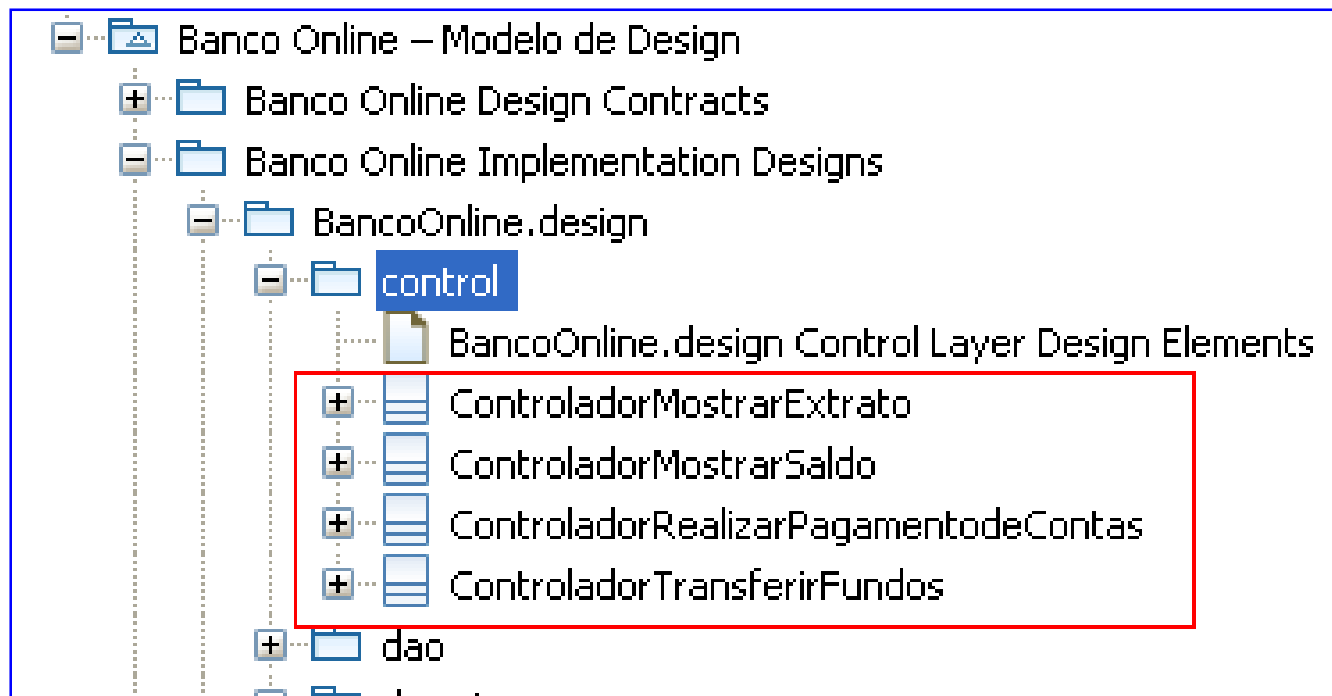 Banco Online – Modelo de Design
Banco Online Design Contracts
Banco Online Implementation Designs
BancoOnline.design
control
BancoOnline.design Control Layer Design Elements
ControladorMostrarExtrato
ControladorMostrarSaldo
ControladorRealizarPagamentodeContas
ControladorTransferirFundos
dao